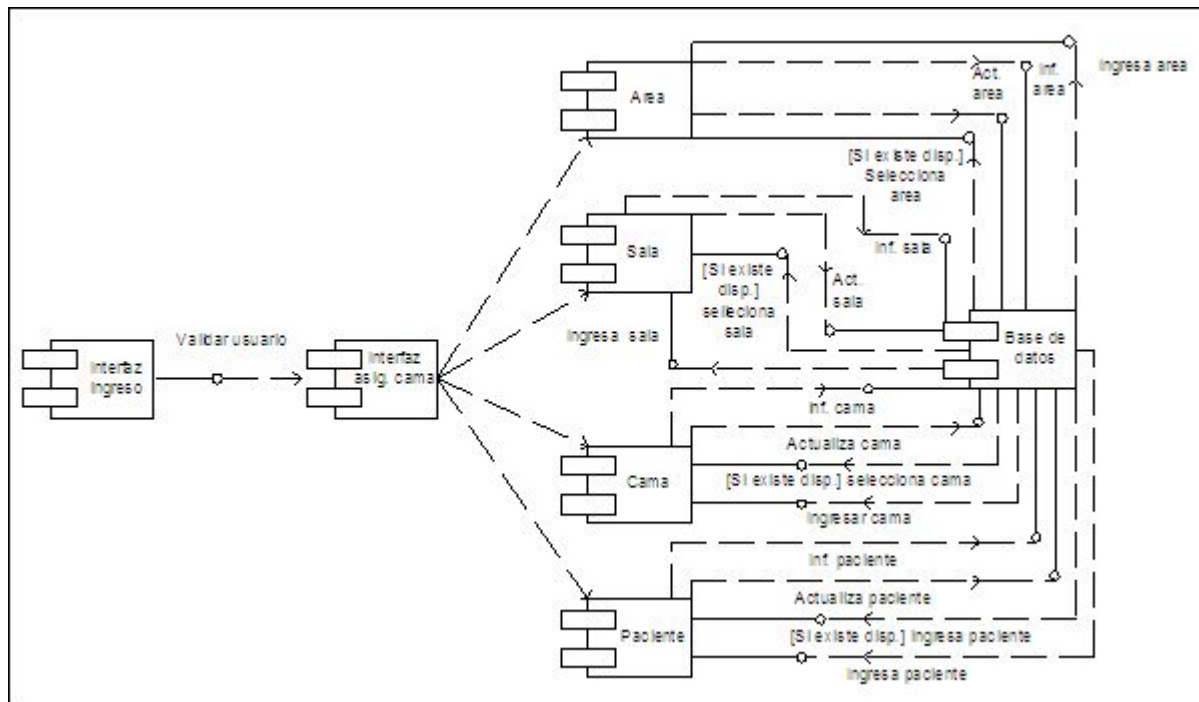 Ingresa area
Act.
area
Inf.
area
Area
[Si existe disp.]
Selecciona
area
Sala
Inf. sala
[Si existe
disp.]
selleciona
sala
Act.
sala
Ingresa sala
Base de
datos
Validar usuario
Interfaz
Ingreso
Interfaz
asig. cama
Inf. cama
Actualiza cama
[Si existe disp.] selecciona cama
Cama
Ingresar cama
Inf. paciente
Actualiza paciente
Paciente
[Si existe disp.] Ingresa paciente
Ingresa paciente